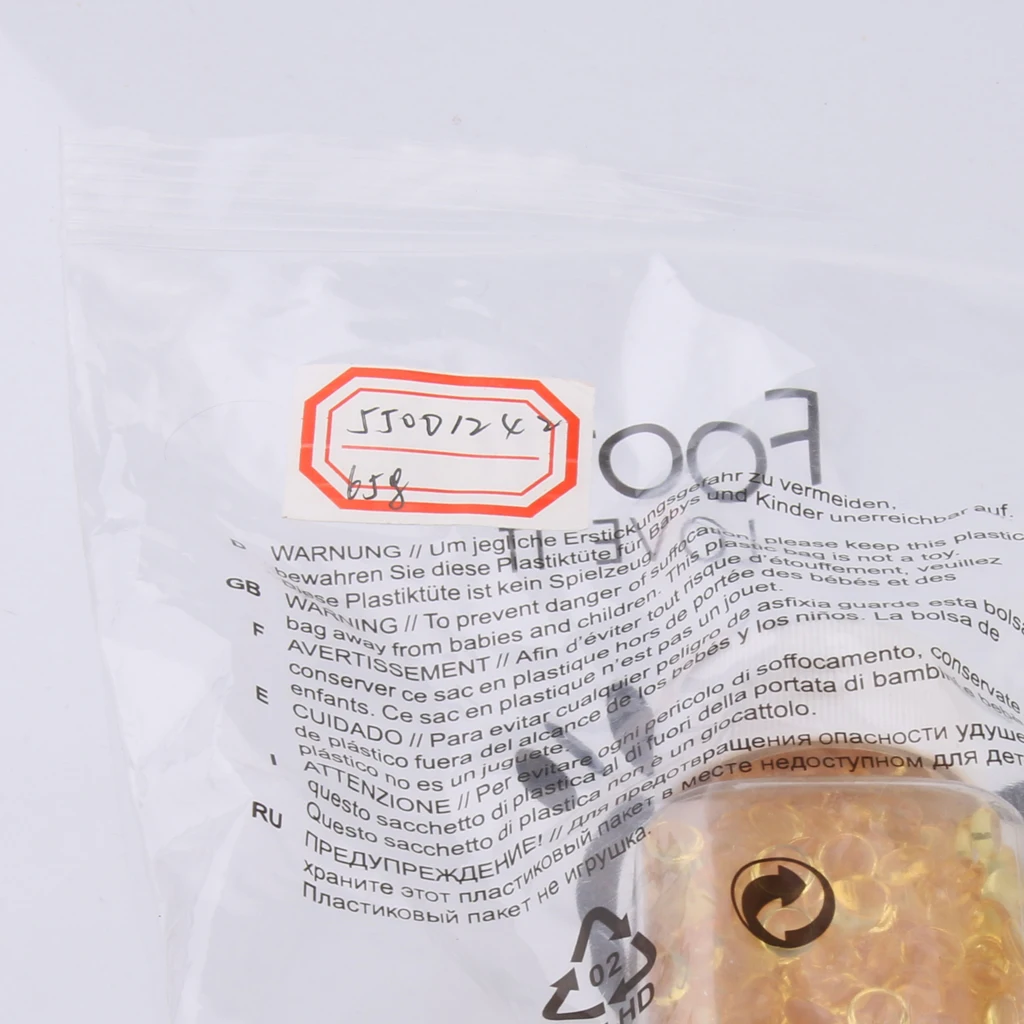 JJOD1242
65g
FOO
LOVE IT
D WARNUNG // Um jegliche Erstickungsgefahr zu vermeiden,
bewahren Sie diese Plastiktüte für Babys und Kinder unerreichbar auf.
Diese Plastiktüte ist kein Spielzeug.
GB WARNING // To prevent danger of suffocation please keep this plastic
bag away from babies and children. This plastic bag is not a toy.
F AVERTISSEMENT // Afin d'éviter tout risque d'étouffement, veuillez
conserver ce sac en plastique hors de portée des bébés et des
enfants. Ce sac en plastique n'est pas un jouet.
E CUIDADO // Para evitar cualquier peligro de asfixia guarde esta bolsa
de plástico fuera del alcance de los bebés y los niños. La bolsa de
plástico no es un juguete.
I ATTENZIONE // Per evitare ogni pericolo di soffocamento, conservate
questo sacchetto di plastica al di fuori della portata di bambini e
Questo sacchetto di plastica non è un giocattolo.
RU ПРЕДУПРЕЖДЕНИЕ! // Для предотвращения опасности удуше
храните этот пластиковый пакет в месте недоступном для дет
Пластиковый пакет не игрушка.
02
HD